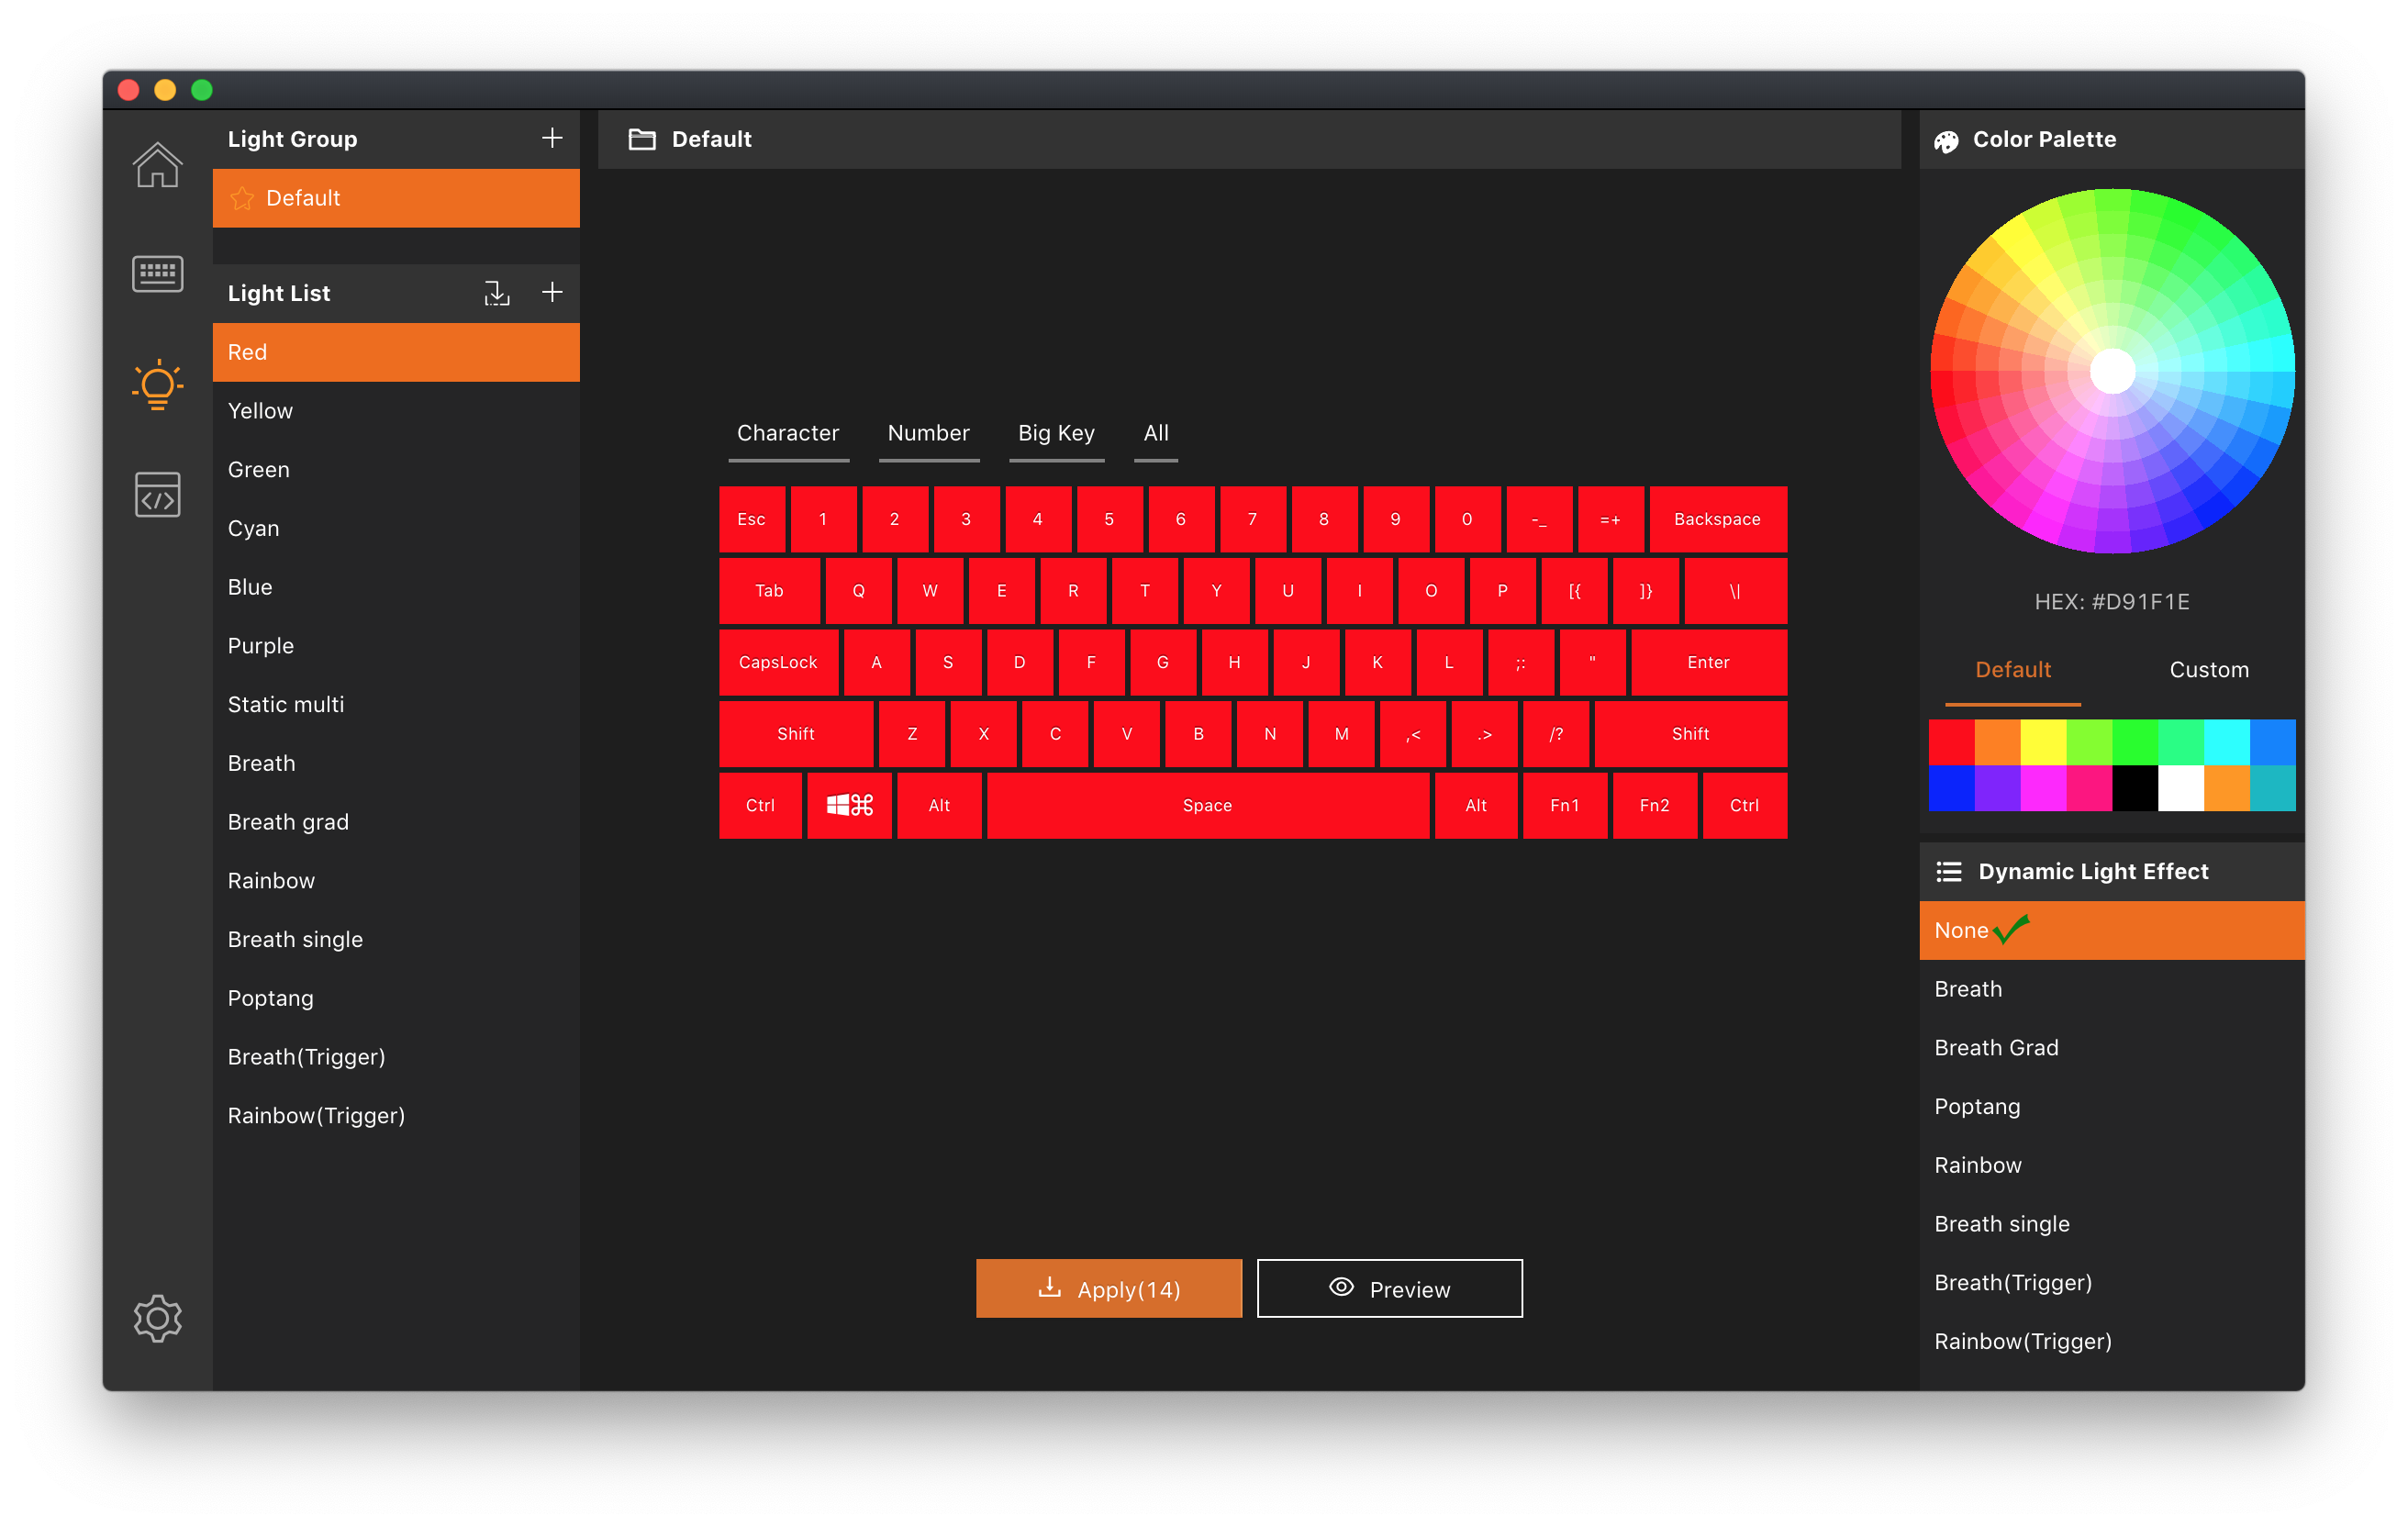 Light Group
Default
Light List
Red
Yellow
Green
Cyan
Blue
Purple
Static multi
Breath
Breath grad
Rainbow
Breath single
Poptang
Breath(Trigger)
Rainbow(Trigger)
Default
Character Number Big Key All
Esc 1 2 3 4 5 6 7 8 9 0 -_ =+ Backspace
Tab Q W E R T Y U I O P [{ ]} \|
CapsLock A S D F G H J K L ;: " Enter
Shift Z X C V B N M ,< .> /? Shift
Ctrl ⌘ Alt Space Alt Fn1 Fn2 Ctrl
Apply(14) Preview
Color Palette
HEX: #D91F1E
Default Custom
Dynamic Light Effect
None
Breath
Breath Grad
Poptang
Rainbow
Breath single
Breath(Trigger)
Rainbow(Trigger)